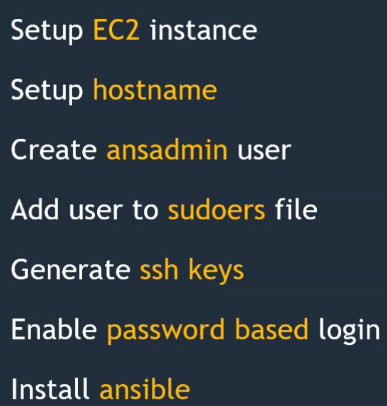 Setup EC2 instance
Setup hostname
Create ansadmin user
Add user to sudoers file
Generate ssh keys
Enable password based login
Install ansible